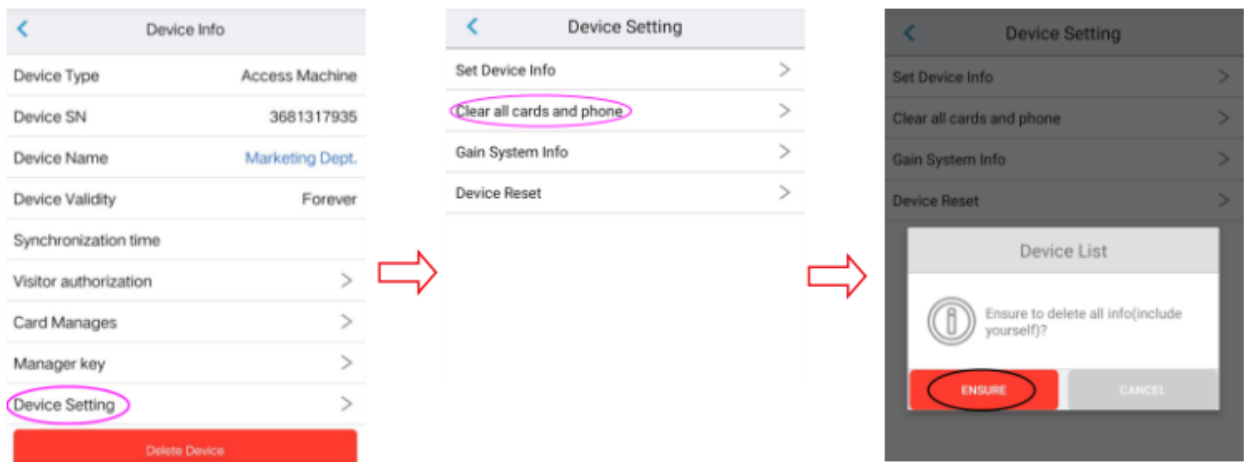 Device Info
Device Type Access Machine
Device SN 3681317935
Device Name Marketing Dept.
Device Validity Forever
Synchronization time
Visitor authorization >
Card Manages >
Manager key >
Device Setting >
Delete Device
Device Setting
Set Device Info >
Clear all cards and phone >
Gain System Info >
Device Reset >
Device Setting
Set Device Info >
Clear all cards and phone >
Gain System Info >
Device Reset >
Device List
Ensure to delete all info(include
yourself)?
ENSURE CANCEL